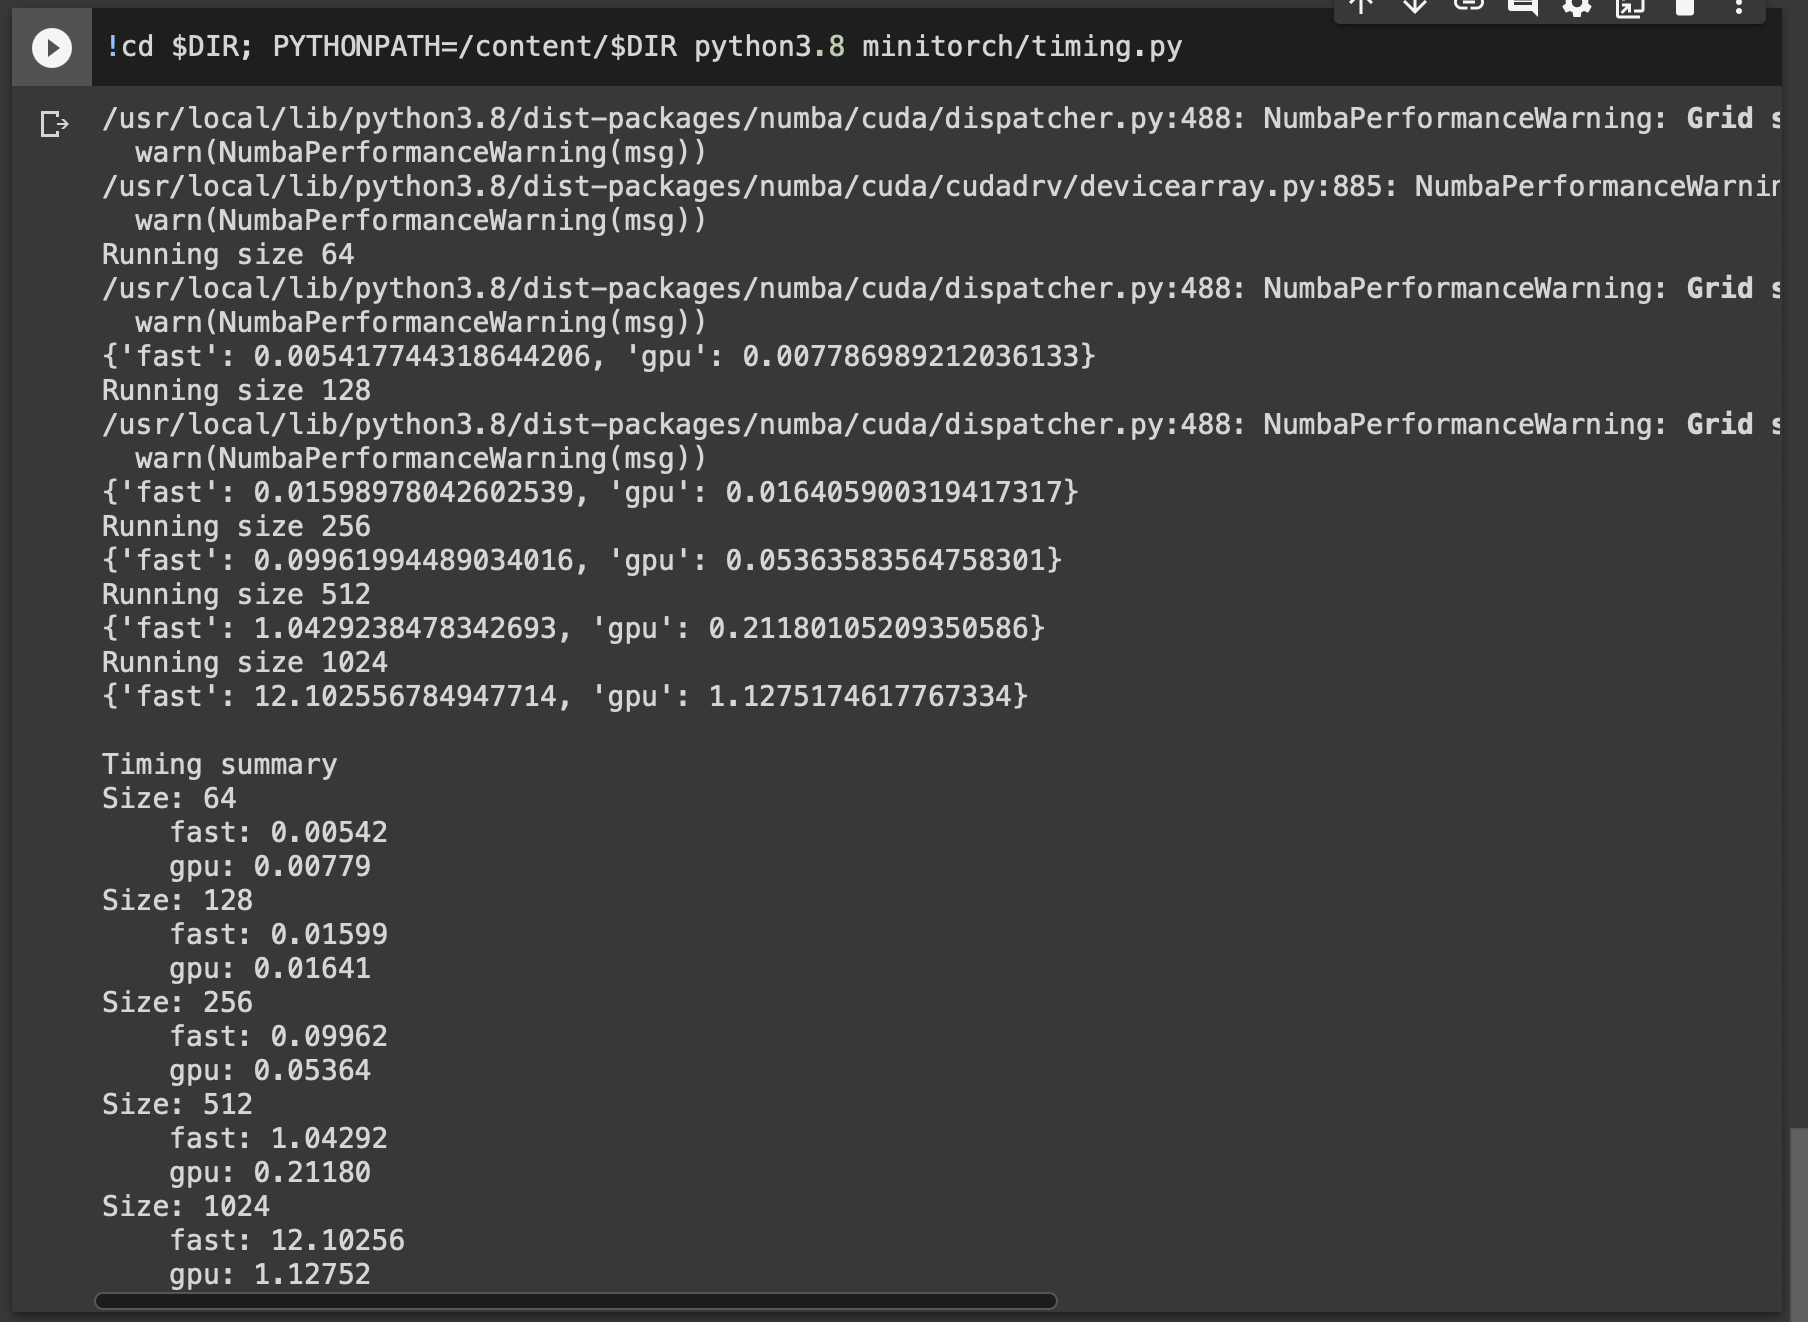 !cd $DIR; PYTHONPATH=/content/$DIR python3.8 minitorch/timing.py
/usr/local/lib/python3.8/dist-packages/numba/cuda/dispatcher.py:488: NumbaPerformanceWarning: Grid s
  warn(NumbaPerformanceWarning(msg))
/usr/local/lib/python3.8/dist-packages/numba/cuda/cudadrv/devicearray.py:885: NumbaPerformanceWarnin
  warn(NumbaPerformanceWarning(msg))
Running size 64
/usr/local/lib/python3.8/dist-packages/numba/cuda/dispatcher.py:488: NumbaPerformanceWarning: Grid s
  warn(NumbaPerformanceWarning(msg))
{'fast': 0.005417744318644206, 'gpu': 0.007786989212036133}
Running size 128
/usr/local/lib/python3.8/dist-packages/numba/cuda/dispatcher.py:488: NumbaPerformanceWarning: Grid s
  warn(NumbaPerformanceWarning(msg))
{'fast': 0.01598978042602539, 'gpu': 0.016405900319417317}
Running size 256
{'fast': 0.09961994489034016, 'gpu': 0.05363583564758301}
Running size 512
{'fast': 1.0429238478342693, 'gpu': 0.21180105209350586}
Running size 1024
{'fast': 12.102556784947714, 'gpu': 1.1275174617767334}

Timing summary
Size: 64
    fast: 0.00542
    gpu: 0.00779
Size: 128
    fast: 0.01599
    gpu: 0.01641
Size: 256
    fast: 0.09962
    gpu: 0.05364
Size: 512
    fast: 1.04292
    gpu: 0.21180
Size: 1024
    fast: 12.10256
    gpu: 1.12752